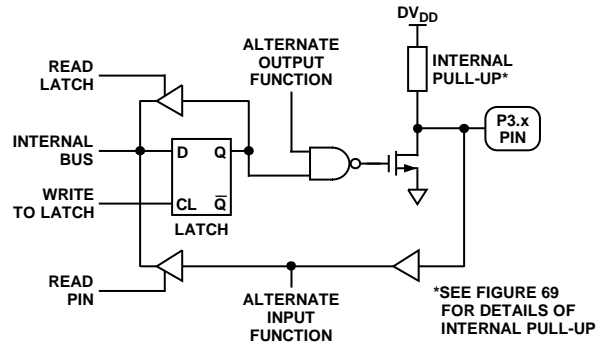 DVDD
ALTERNATE
OUTPUT
FUNCTION
INTERNAL
PULL-UP*
READ
LATCH
P3.x
PIN
INTERNAL
BUS
D Q
WRITE
TO LATCH
CL Q̅
LATCH
READ
PIN
ALTERNATE
INPUT
FUNCTION
*SEE FIGURE 69
FOR DETAILS OF
INTERNAL PULL-UP